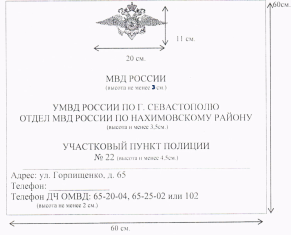 60см.
11 см.
20 см.
МВД РОССИИ
(высота не менее 3 см.)
УМВД РОССИИ ПО Г. СЕВАСТОПОЛЮ
ОТДЕЛ МВД РОССИИ ПО НАХИМОВСКОМУ РАЙОНУ
(высота н менее 3,5см.)
УЧАСТКОВЫЙ ПУНКТ ПОЛИЦИИ
№ 22 (высота н менее 4,5см.)
Адрес: ул. Горпищенко, д. 65
Телефон:
Телефон ДЧ ОМВД: 65-20-04, 65-25-02 или 102
(высота не менее 2 см.)
60 см.